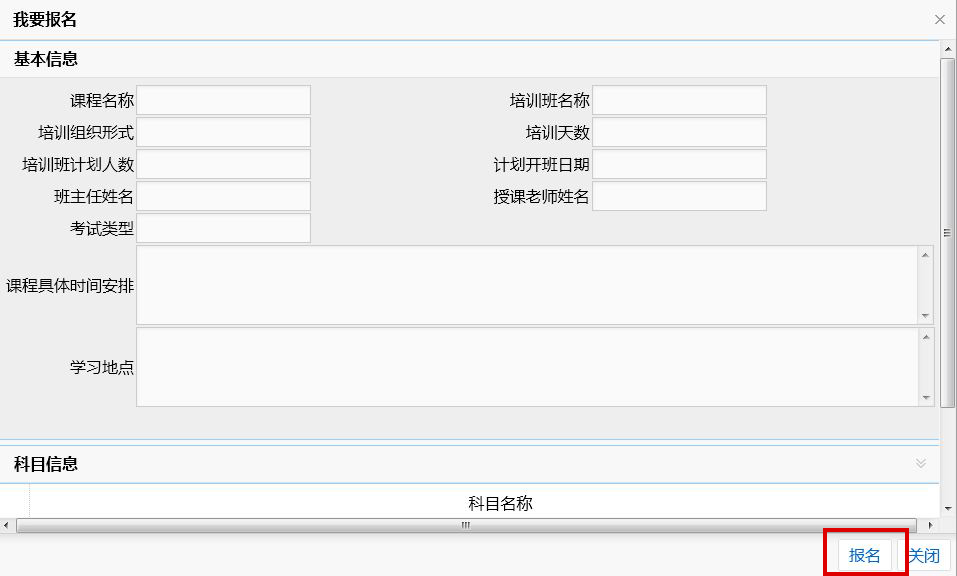 我要报名
基本信息
课程名称 培训班名称
培训组织形式 培训天数
培训班计划人数 计划开班日期
班主任姓名 授课老师姓名
考试类型
课程具体时间安排
学习地点
科目信息
科目名称
报名 关闭